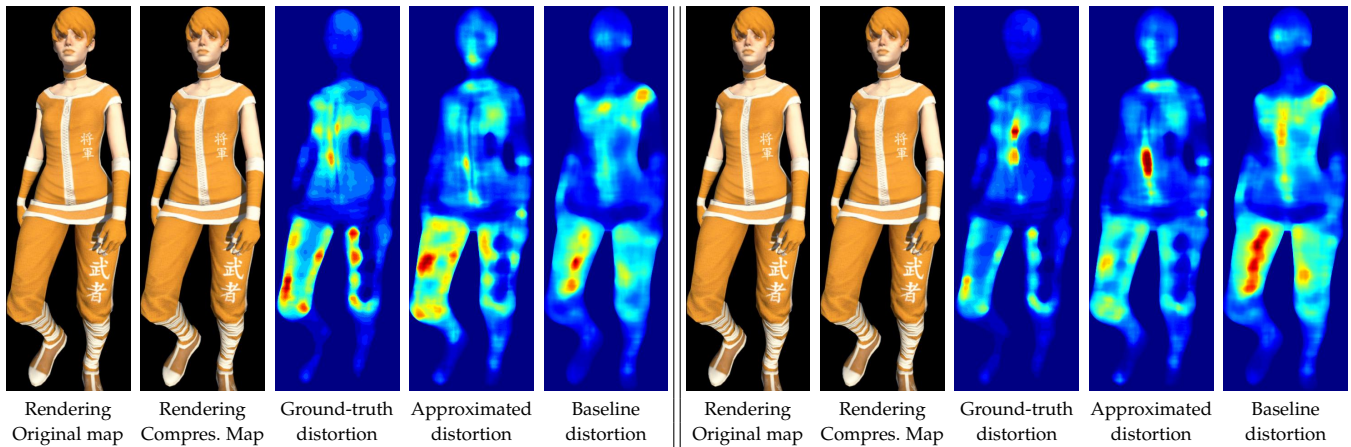 将
軍
武
者
将
軍
武
者
将
軍
武
者
将
軍
武
者
Rendering
Original map
Rendering
Compres. Map
Ground-truth
distortion
Approximated
distortion
Baseline
distortion
Rendering
Original map
Rendering
Compres. Map
Ground-truth
distortion
Approximated
distortion
Baseline
distortion